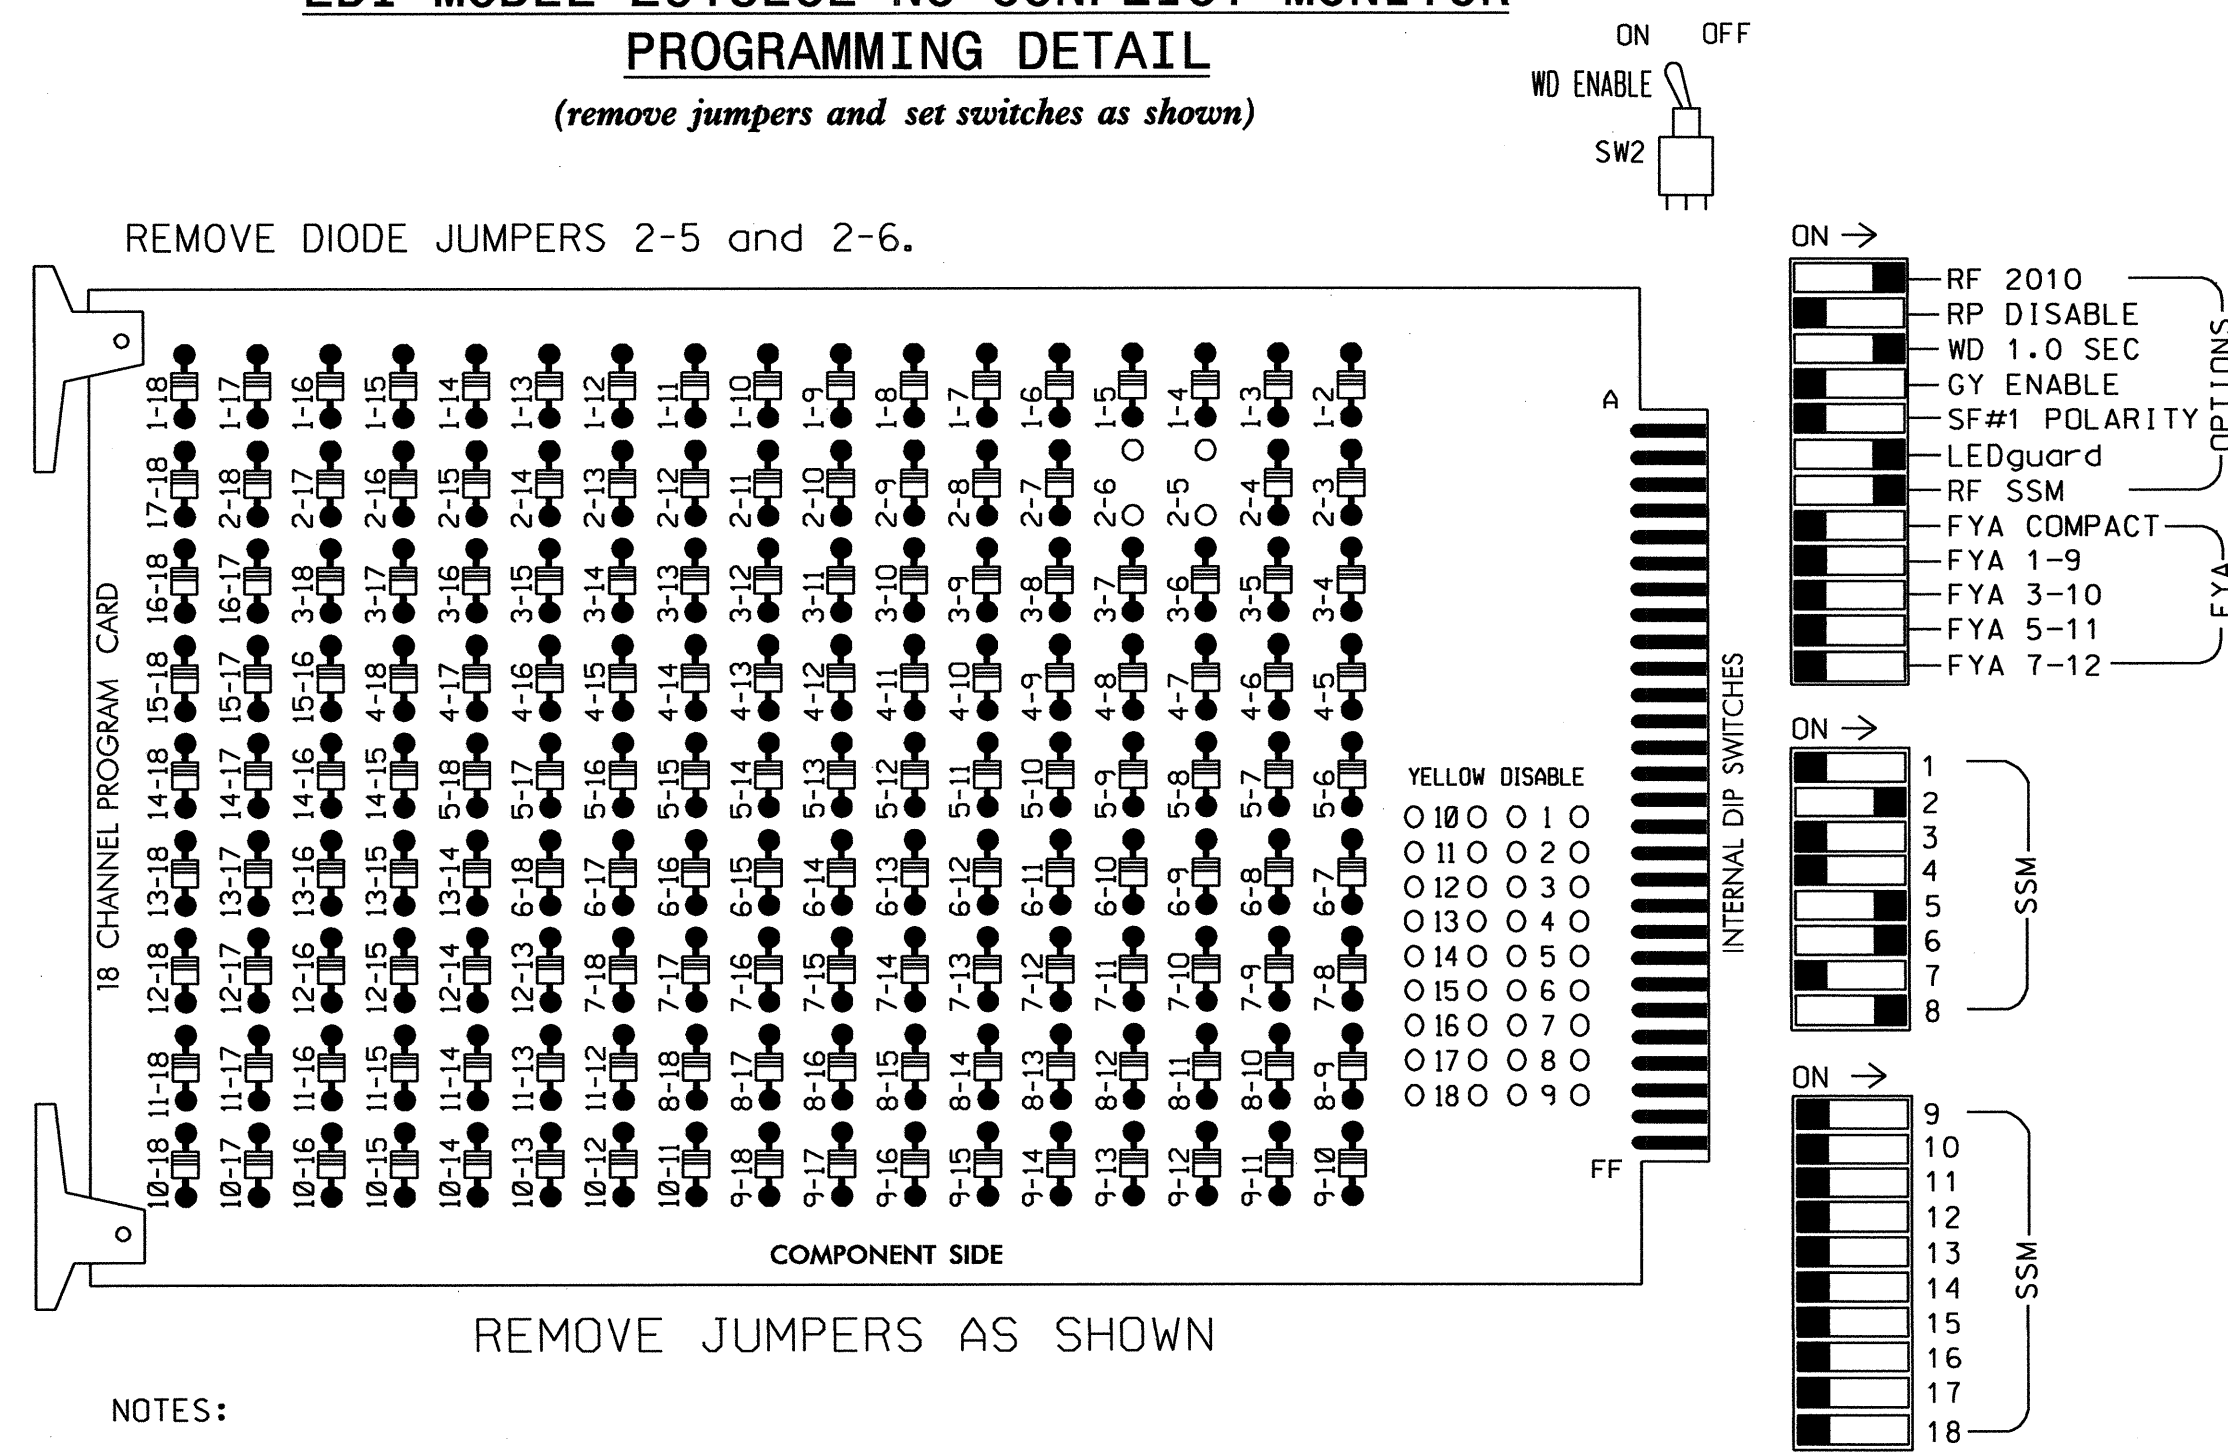 PROGRAMMING DETAIL
(remove jumpers and set switches as shown)
ON OFF
WD ENABLE
SW2
REMOVE DIODE JUMPERS 2-5 and 2-6.
18 CHANNEL PROGRAM CARD
1-18 1-17 1-16 1-15 1-14 1-13 1-12 1-11 1-10 1-9 1-8 1-7 1-6 1-5 1-4 1-3 1-2
17-18 2-18 2-17 2-16 2-15 2-14 2-13 2-12 2-11 2-10 2-9 2-8 2-7 2-6 2-5 2-4 2-3
16-18 16-17 3-18 3-17 3-16 3-15 3-14 3-13 3-12 3-11 3-10 3-9 3-8 3-7 3-6 3-5 3-4
15-18 15-17 15-16 4-18 4-17 4-16 4-15 4-14 4-13 4-12 4-11 4-10 4-9 4-8 4-7 4-6 4-5
14-18 14-17 14-16 14-15 5-18 5-17 5-16 5-15 5-14 5-13 5-12 5-11 5-10 5-9 5-8 5-7 5-6
13-18 13-17 13-16 13-15 13-14 6-18 6-17 6-16 6-15 6-14 6-13 6-12 6-11 6-10 6-9 6-8 6-7
12-18 12-17 12-16 12-15 12-14 12-13 7-18 7-17 7-16 7-15 7-14 7-13 7-12 7-11 7-10 7-9 7-8
11-18 11-17 11-16 11-15 11-14 11-13 11-12 8-18 8-17 8-16 8-15 8-14 8-13 8-12 8-11 8-10 8-9
10-18 10-17 10-16 10-15 10-14 10-13 10-12 10-11 9-18 9-17 9-16 9-15 9-14 9-13 9-12 9-11 9-10
COMPONENT SIDE
A
FF
YELLOW DISABLE
10 1
11 2
12 3
13 4
14 5
15 6
16 7
17 8
18 9
INTERNAL DIP SWITCHES
ON →
RF 2010
RP DISABLE
WD 1.0 SEC
GY ENABLE
SF#1 POLARITY
LEDguard
RF SSM
OPTIONS
FYA COMPACT
FYA 1-9
FYA 3-10
FYA 5-11
FYA 7-12
FYA
ON →
1
2
3
4
5
6
7
8
SSM
ON →
9
10
11
12
13
14
15
16
17
18
SSM
REMOVE JUMPERS AS SHOWN
NOTES: